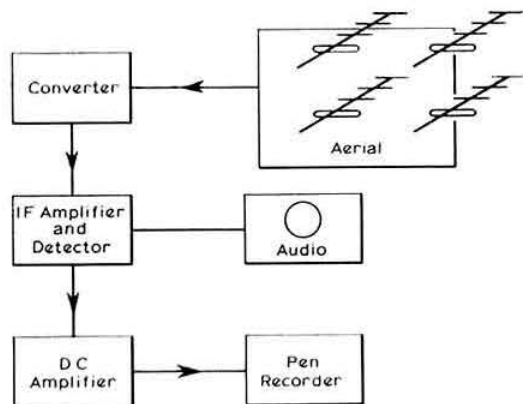 Converter
Aerial
IF Amplifier
and
Detector
Audio
DC
Amplifier
Pen
Recorder